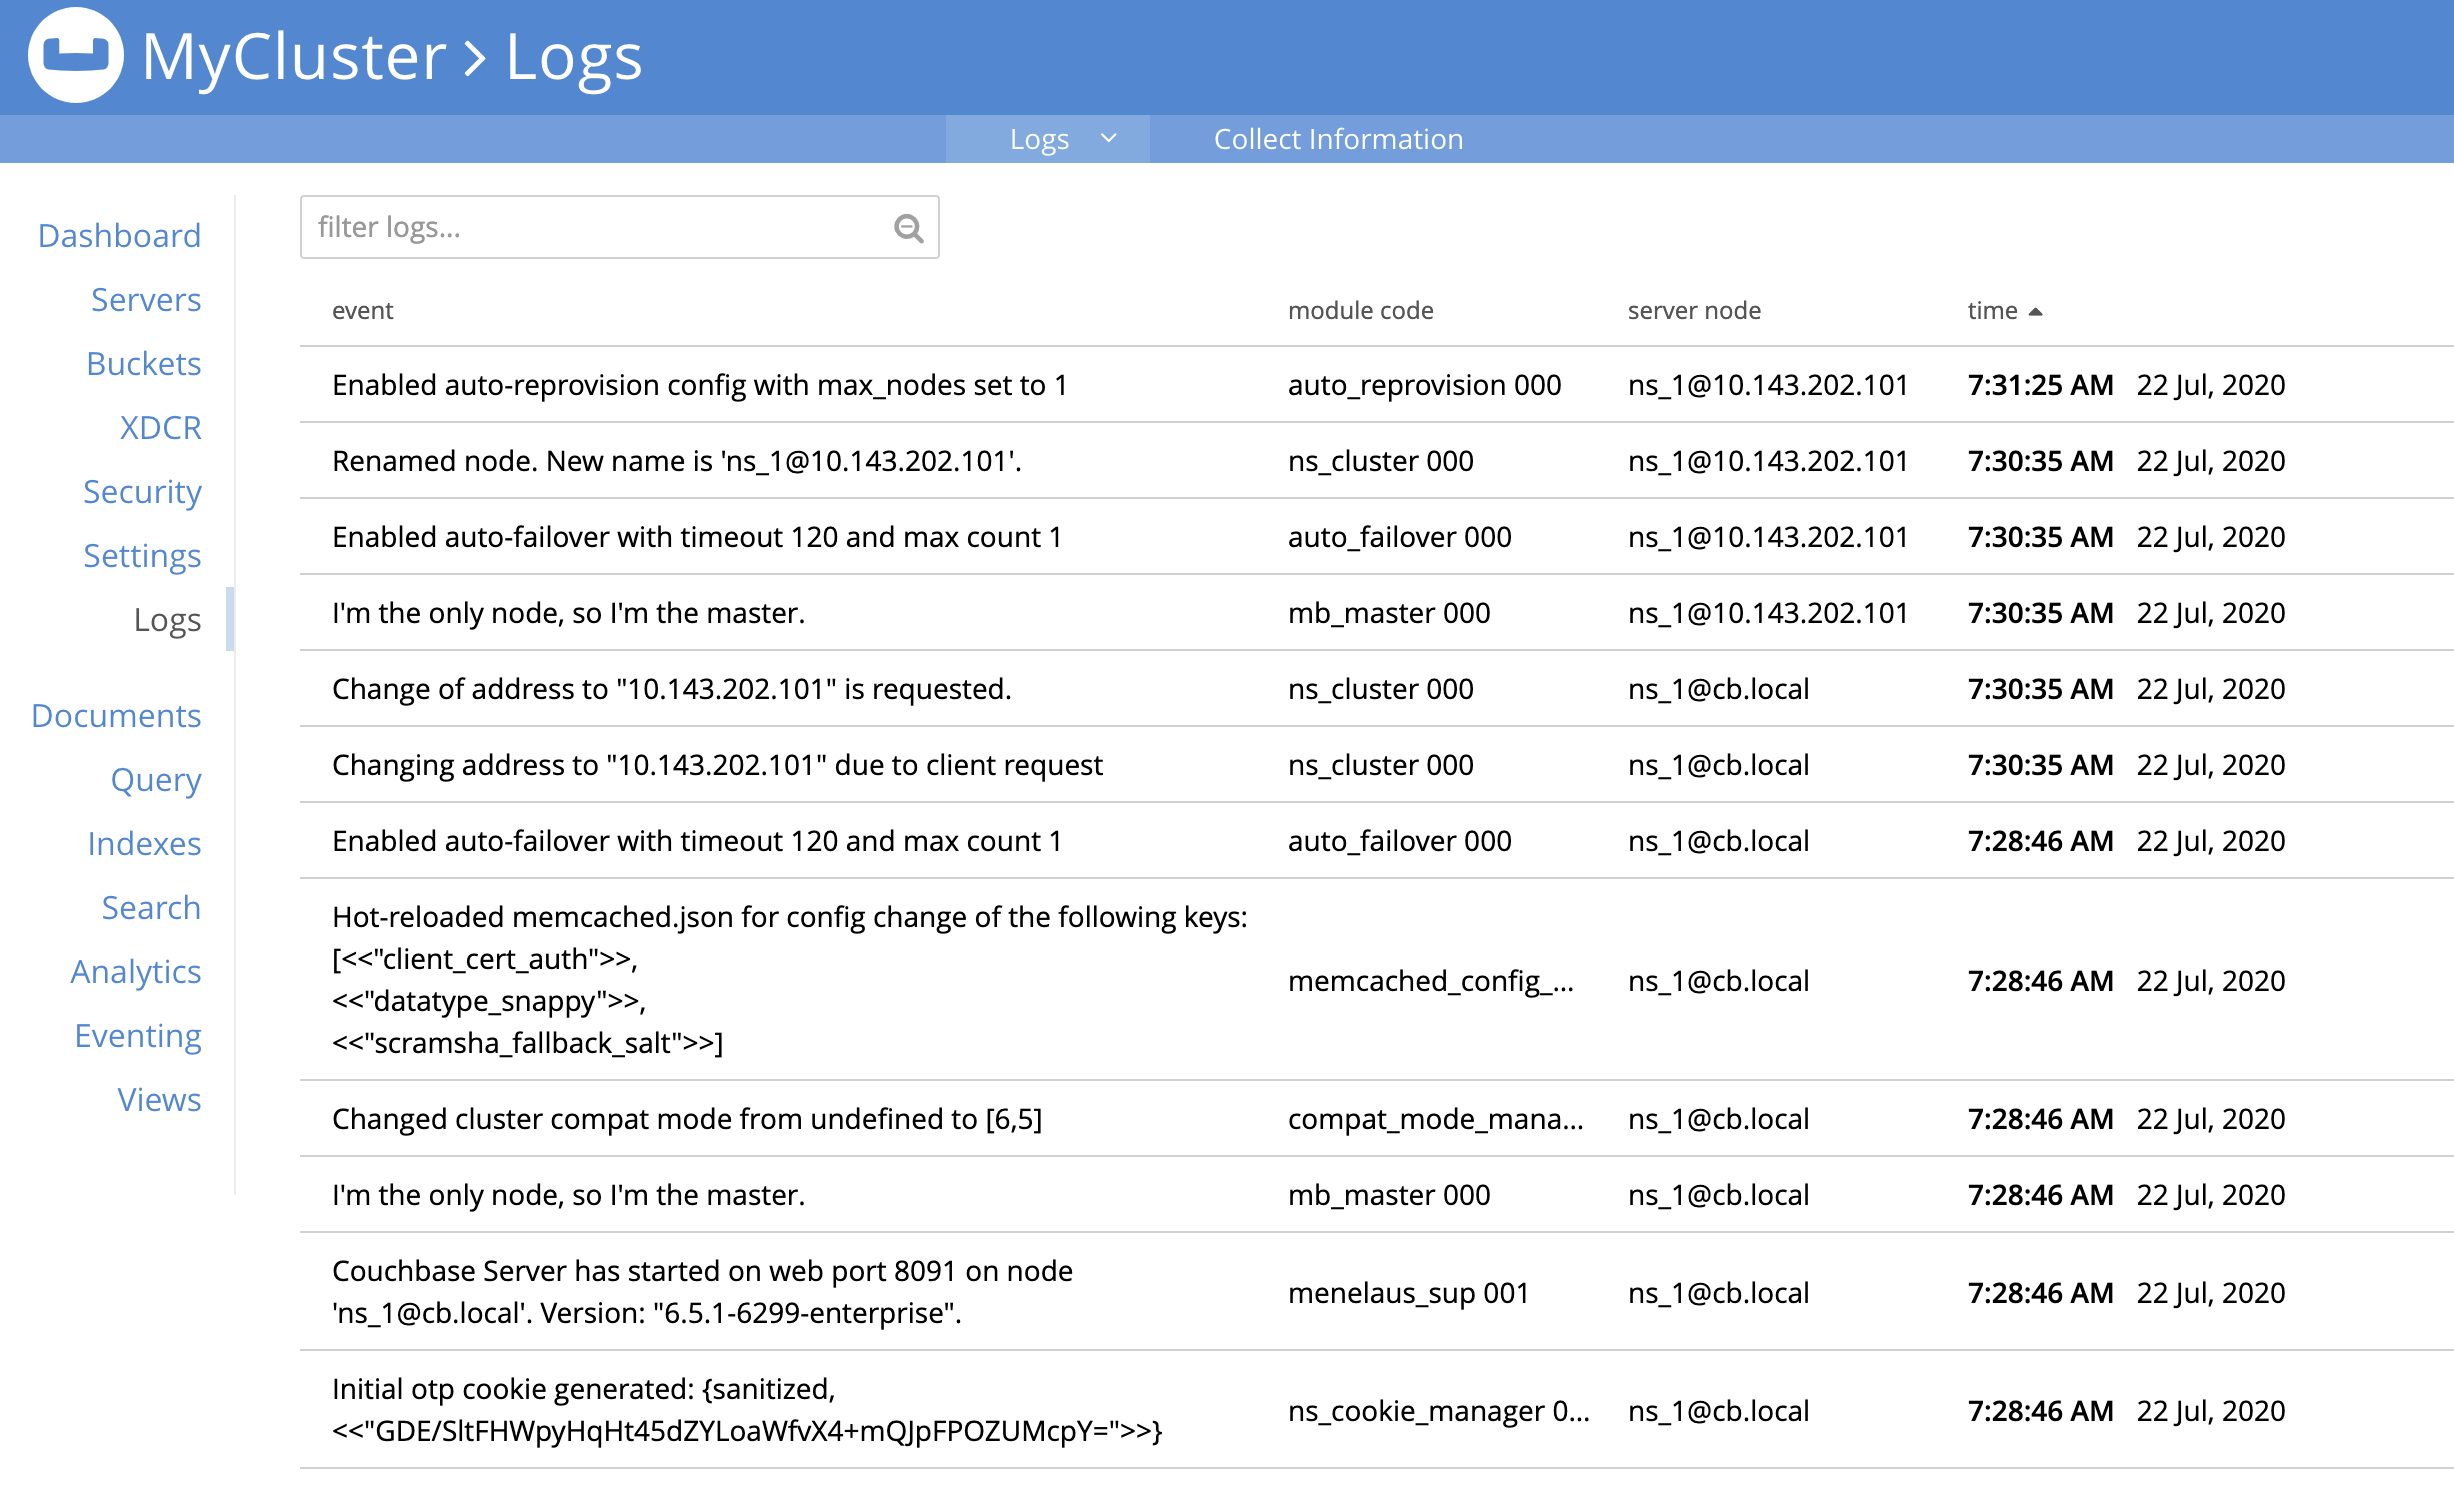 MyCluster > Logs
Logs
Collect Information
Dashboard
Servers
Buckets
XDCR
Security
Settings
Logs
Documents
Query
Indexes
Search
Analytics
Eventing
Views
filter logs...
event module code server node time
Enabled auto-reprovision config with max_nodes set to 1 auto_reprovision 000 ns_1@10.143.202.101 7:31:25 AM 22 Jul, 2020
Renamed node. New name is 'ns_1@10.143.202.101'. ns_cluster 000 ns_1@10.143.202.101 7:30:35 AM 22 Jul, 2020
Enabled auto-failover with timeout 120 and max count 1 auto_failover 000 ns_1@10.143.202.101 7:30:35 AM 22 Jul, 2020
I'm the only node, so I'm the master. mb_master 000 ns_1@10.143.202.101 7:30:35 AM 22 Jul, 2020
Change of address to "10.143.202.101" is requested. ns_cluster 000 ns_1@cb.local 7:30:35 AM 22 Jul, 2020
Changing address to "10.143.202.101" due to client request ns_cluster 000 ns_1@cb.local 7:30:35 AM 22 Jul, 2020
Enabled auto-failover with timeout 120 and max count 1 auto_failover 000 ns_1@cb.local 7:28:46 AM 22 Jul, 2020
Hot-reloaded memcached.json for config change of the following keys:
[<<"client_cert_auth">>,
<<"datatype_snappy">>,
<<"scramsha_fallback_salt">>]
memcached_config_... ns_1@cb.local 7:28:46 AM 22 Jul, 2020
Changed cluster compat mode from undefined to [6,5] compat_mode_mana... ns_1@cb.local 7:28:46 AM 22 Jul, 2020
I'm the only node, so I'm the master. mb_master 000 ns_1@cb.local 7:28:46 AM 22 Jul, 2020
Couchbase Server has started on web port 8091 on node
'ns_1@cb.local'. Version: "6.5.1-6299-enterprise".
menelaus_sup 001 ns_1@cb.local 7:28:46 AM 22 Jul, 2020
Initial otp cookie generated: {sanitized,
<<"GDE/SltFHWpyHqHt45dZYLoaWfvX4+mQJpFPOZUMcpY=">>}
ns_cookie_manager 0... ns_1@cb.local 7:28:46 AM 22 Jul, 2020